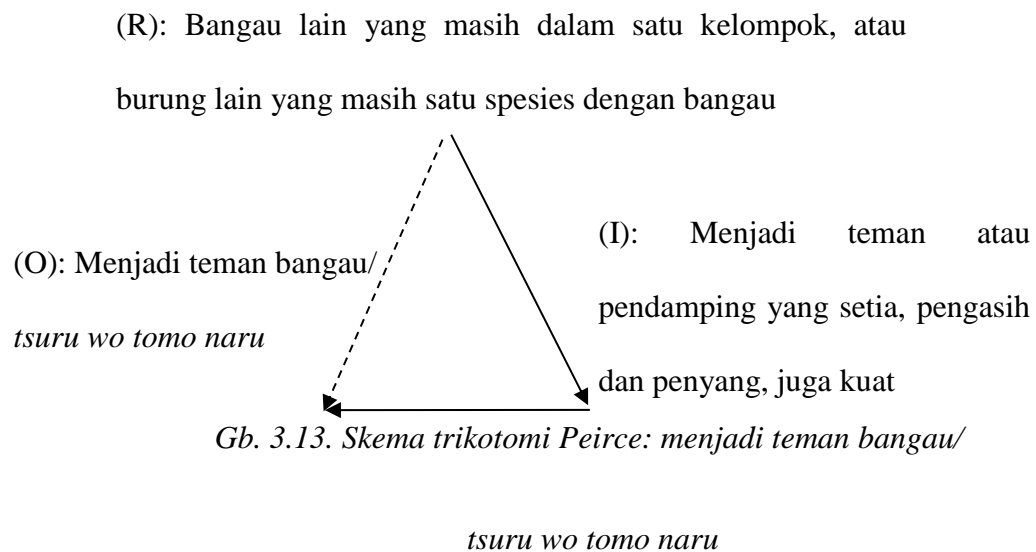 (R): Bangau lain yang masih dalam satu kelompok, atau
burung lain yang masih satu spesies dengan bangau
(O): Menjadi teman bangau/
tsuru wo tomo naru
(I): Menjadi teman atau
pendamping yang setia, pengasih
dan penyang, juga kuat
Gb. 3.13. Skema trikotomi Peirce: menjadi teman bangau/
tsuru wo tomo naru